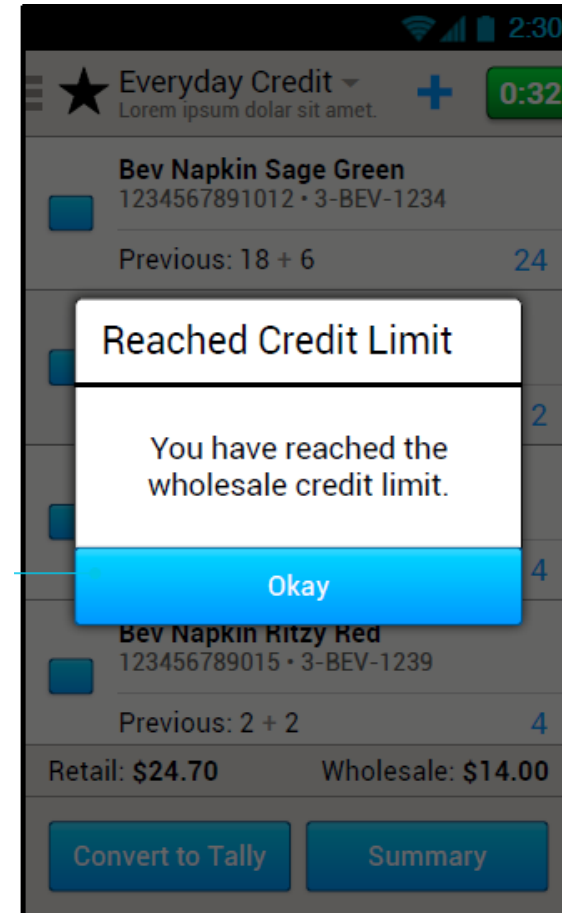 2:30
Everyday Credit
Lorem ipsum dolar sit amet.
0:32
Bev Napkin Sage Green
1234567891012 • 3-BEV-1234
Previous: 18 + 6
24
Reached Credit Limit
2
You have reached the
wholesale credit limit.
4
Okay
Bev Napkin Ritzy Red
123456789015 • 3-BEV-1239
Previous: 2 + 2
4
Retail: $24.70
Wholesale: $14.00
Convert to Tally
Summary